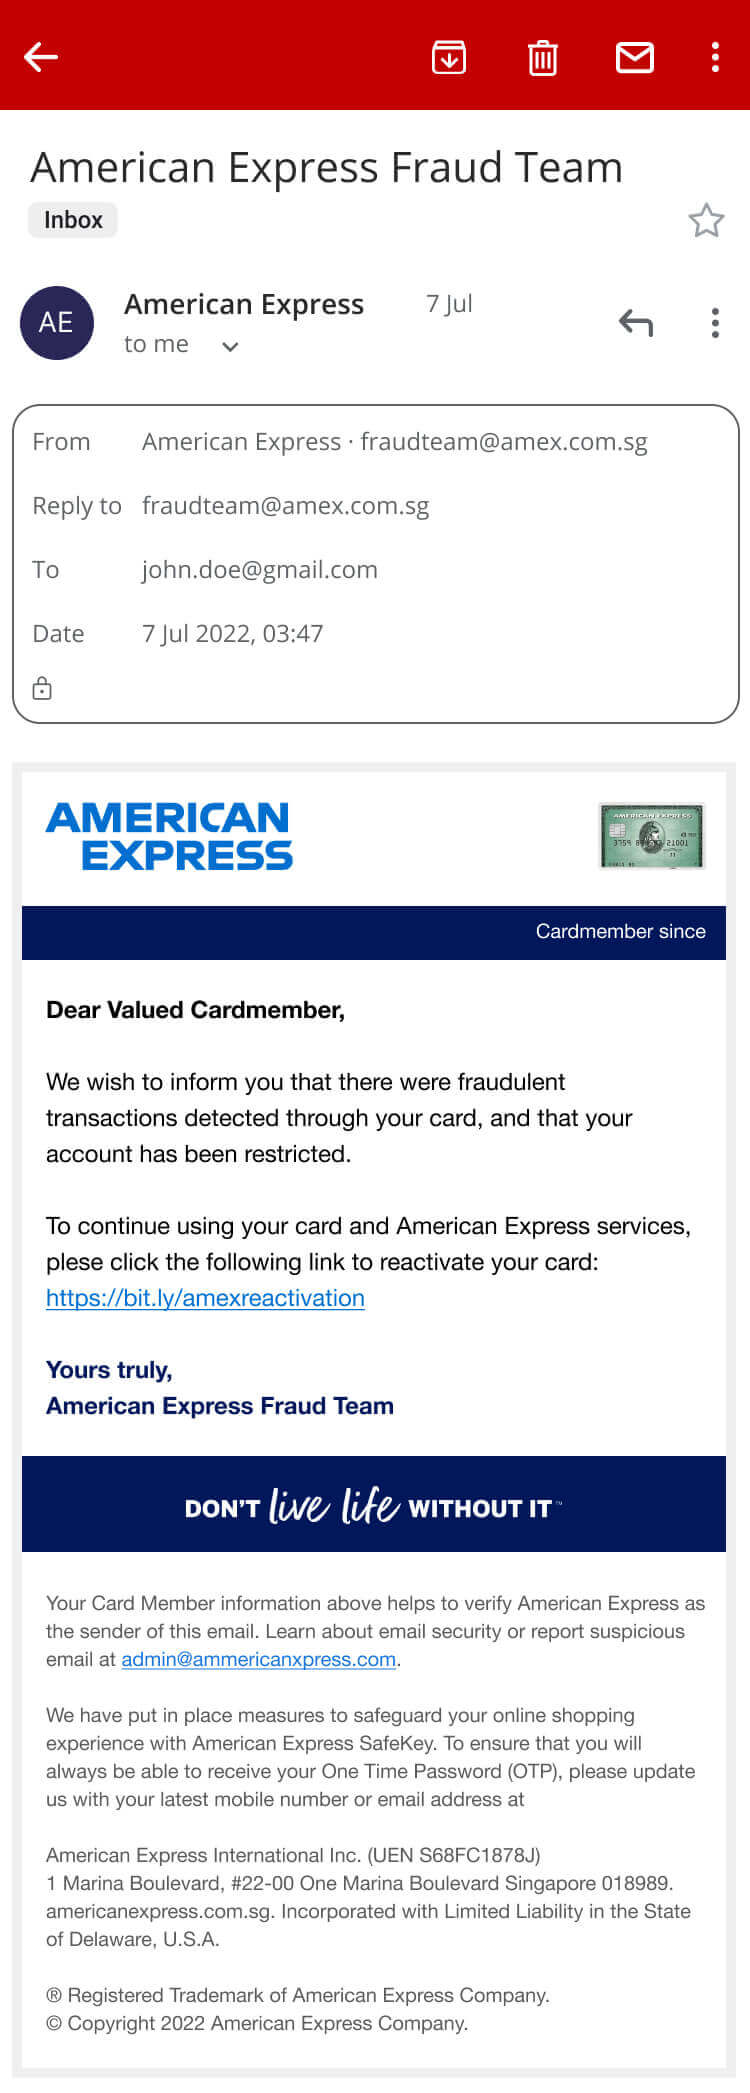 American Express Fraud Team
Inbox
AE
American Express 7 Jul
to me
From American Express · fraudteam@amex.com.sg
Reply to fraudteam@amex.com.sg
To john.doe@gmail.com
Date 7 Jul 2022, 03:47
AMERICAN
EXPRESS
AMERICAN EXPRESS
3759 21001
Cardmember since
Dear Valued Cardmember,
We wish to inform you that there were fraudulent
transactions detected through your card, and that your
account has been restricted.
To continue using your card and American Express services,
plese click the following link to reactivate your card:
https://bit.ly/amexreactivation
Yours truly,
American Express Fraud Team
DON'T live life WITHOUT IT™
Your Card Member information above helps to verify American Express as
the sender of this email. Learn about email security or report suspicious
email at admin@ammericanxpress.com.
We have put in place measures to safeguard your online shopping
experience with American Express SafeKey. To ensure that you will
always be able to receive your One Time Password (OTP), please update
us with your latest mobile number or email address at
American Express International Inc. (UEN S68FC1878J)
1 Marina Boulevard, #22-00 One Marina Boulevard Singapore 018989.
americanexpress.com.sg. Incorporated with Limited Liability in the State
of Delaware, U.S.A.
® Registered Trademark of American Express Company.
© Copyright 2022 American Express Company.